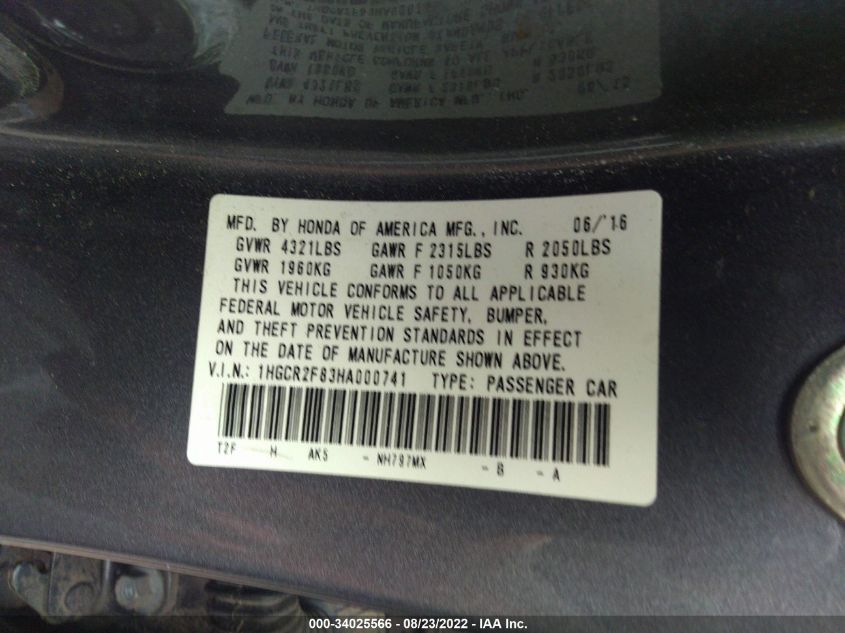 MFD. BY HONDA OF AMERICA MFG., INC. 06/16
GVWR 4321LBS GAWR F 2315LBS R 2050LBS
GVWR 1960KG GAWR F 1050KG R 930KG
THIS VEHICLE CONFORMS TO ALL APPLICABLE
FEDERAL MOTOR VEHICLE SAFETY, BUMPER,
AND THEFT PREVENTION STANDARDS IN EFFECT
ON THE DATE OF MANUFACTURE SHOWN ABOVE.
V.I.N.: 1HGCR2F83HA000741 TYPE: PASSENGER CAR
T2F H AK5 - NH797MX - B - A
000-34025566 - 08/23/2022 - IAA Inc.